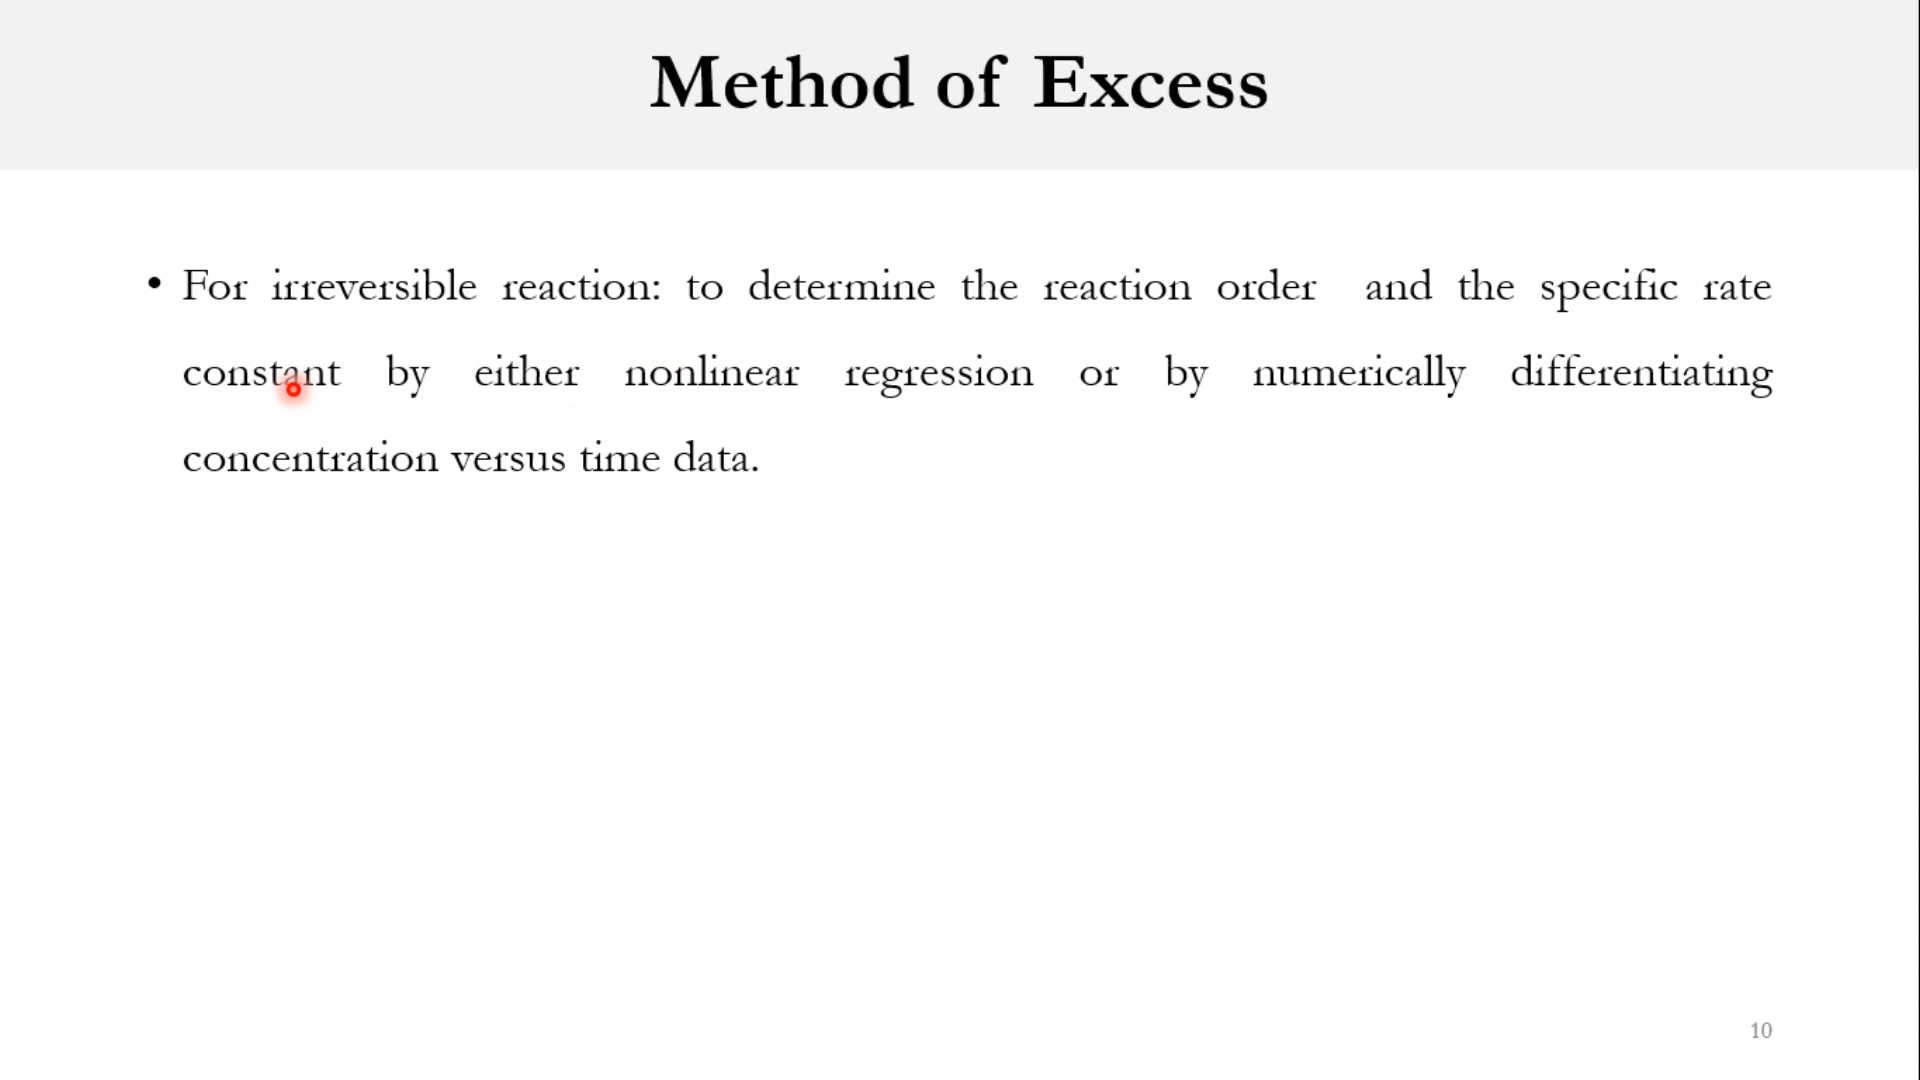 Method of Excess
• For irreversible reaction: to determine the reaction order and the specific rate
constant by either nonlinear regression or by numerically differentiating
concentration versus time data.
10